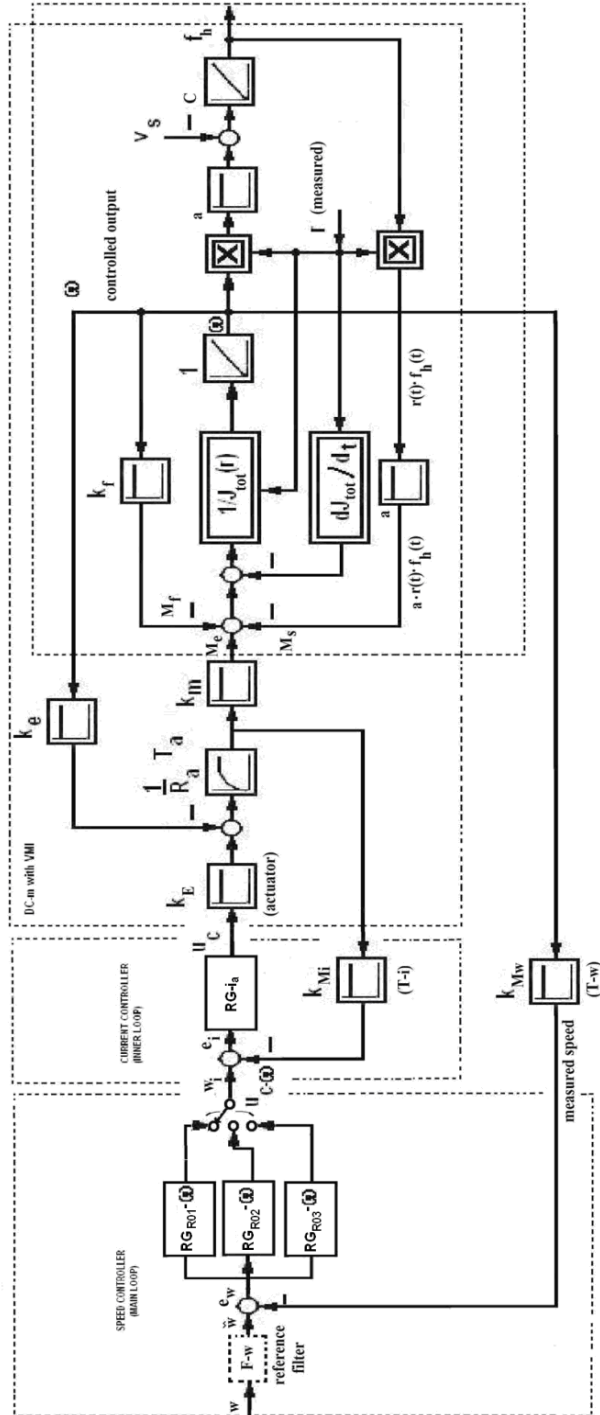 SPEED CONTROLLER
(MAIN LOOP)
w
F-w
reference
filter
w̃
e_w
RG_R01-ω
RG_R02-ω
RG_R03-ω
u_C-ω
CURRENT CONTROLLER
(INNER LOOP)
w_i
e_i
RG-i_a
u_C
k_Mi
(T-i)
measured speed
k_Mw
(T-w)
DC-m with VMI
k_E
(actuator)
1/R_a
T_a
k_e
k_m
M_e
M_f
M_s
k_f
1/J_tot(r)
dJ_tot/d_t
1
ω
ω
controlled output
a · r(t) · f_h(t)
a
r(t) · f_h(t)
X
X
r (measured)
a
v_s
C
f_h